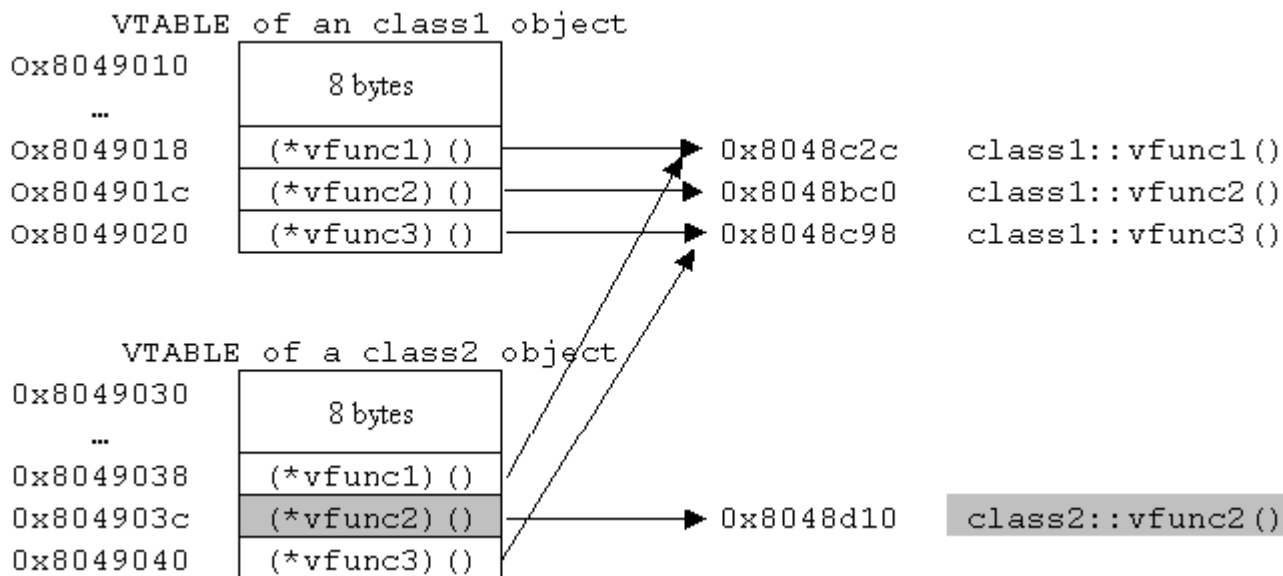 VTABLE of an class1 object
0x8049010
8 bytes
…
0x8049018 (*vfunc1)() 0x8048c2c class1::vfunc1()
0x804901c (*vfunc2)() 0x8048bc0 class1::vfunc2()
0x8049020 (*vfunc3)() 0x8048c98 class1::vfunc3()
VTABLE of a class2 object
0x8049030
8 bytes
…
0x8049038 (*vfunc1)()
0x804903c (*vfunc2)() 0x8048d10 class2::vfunc2()
0x8049040 (*vfunc3)()